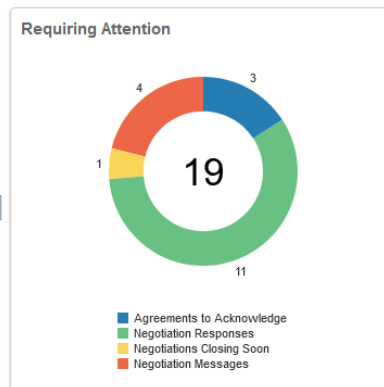 Requiring Attention
4
3
1
19
11
Agreements to Acknowledge
Negotiation Responses
Negotiations Closing Soon
Negotiation Messages